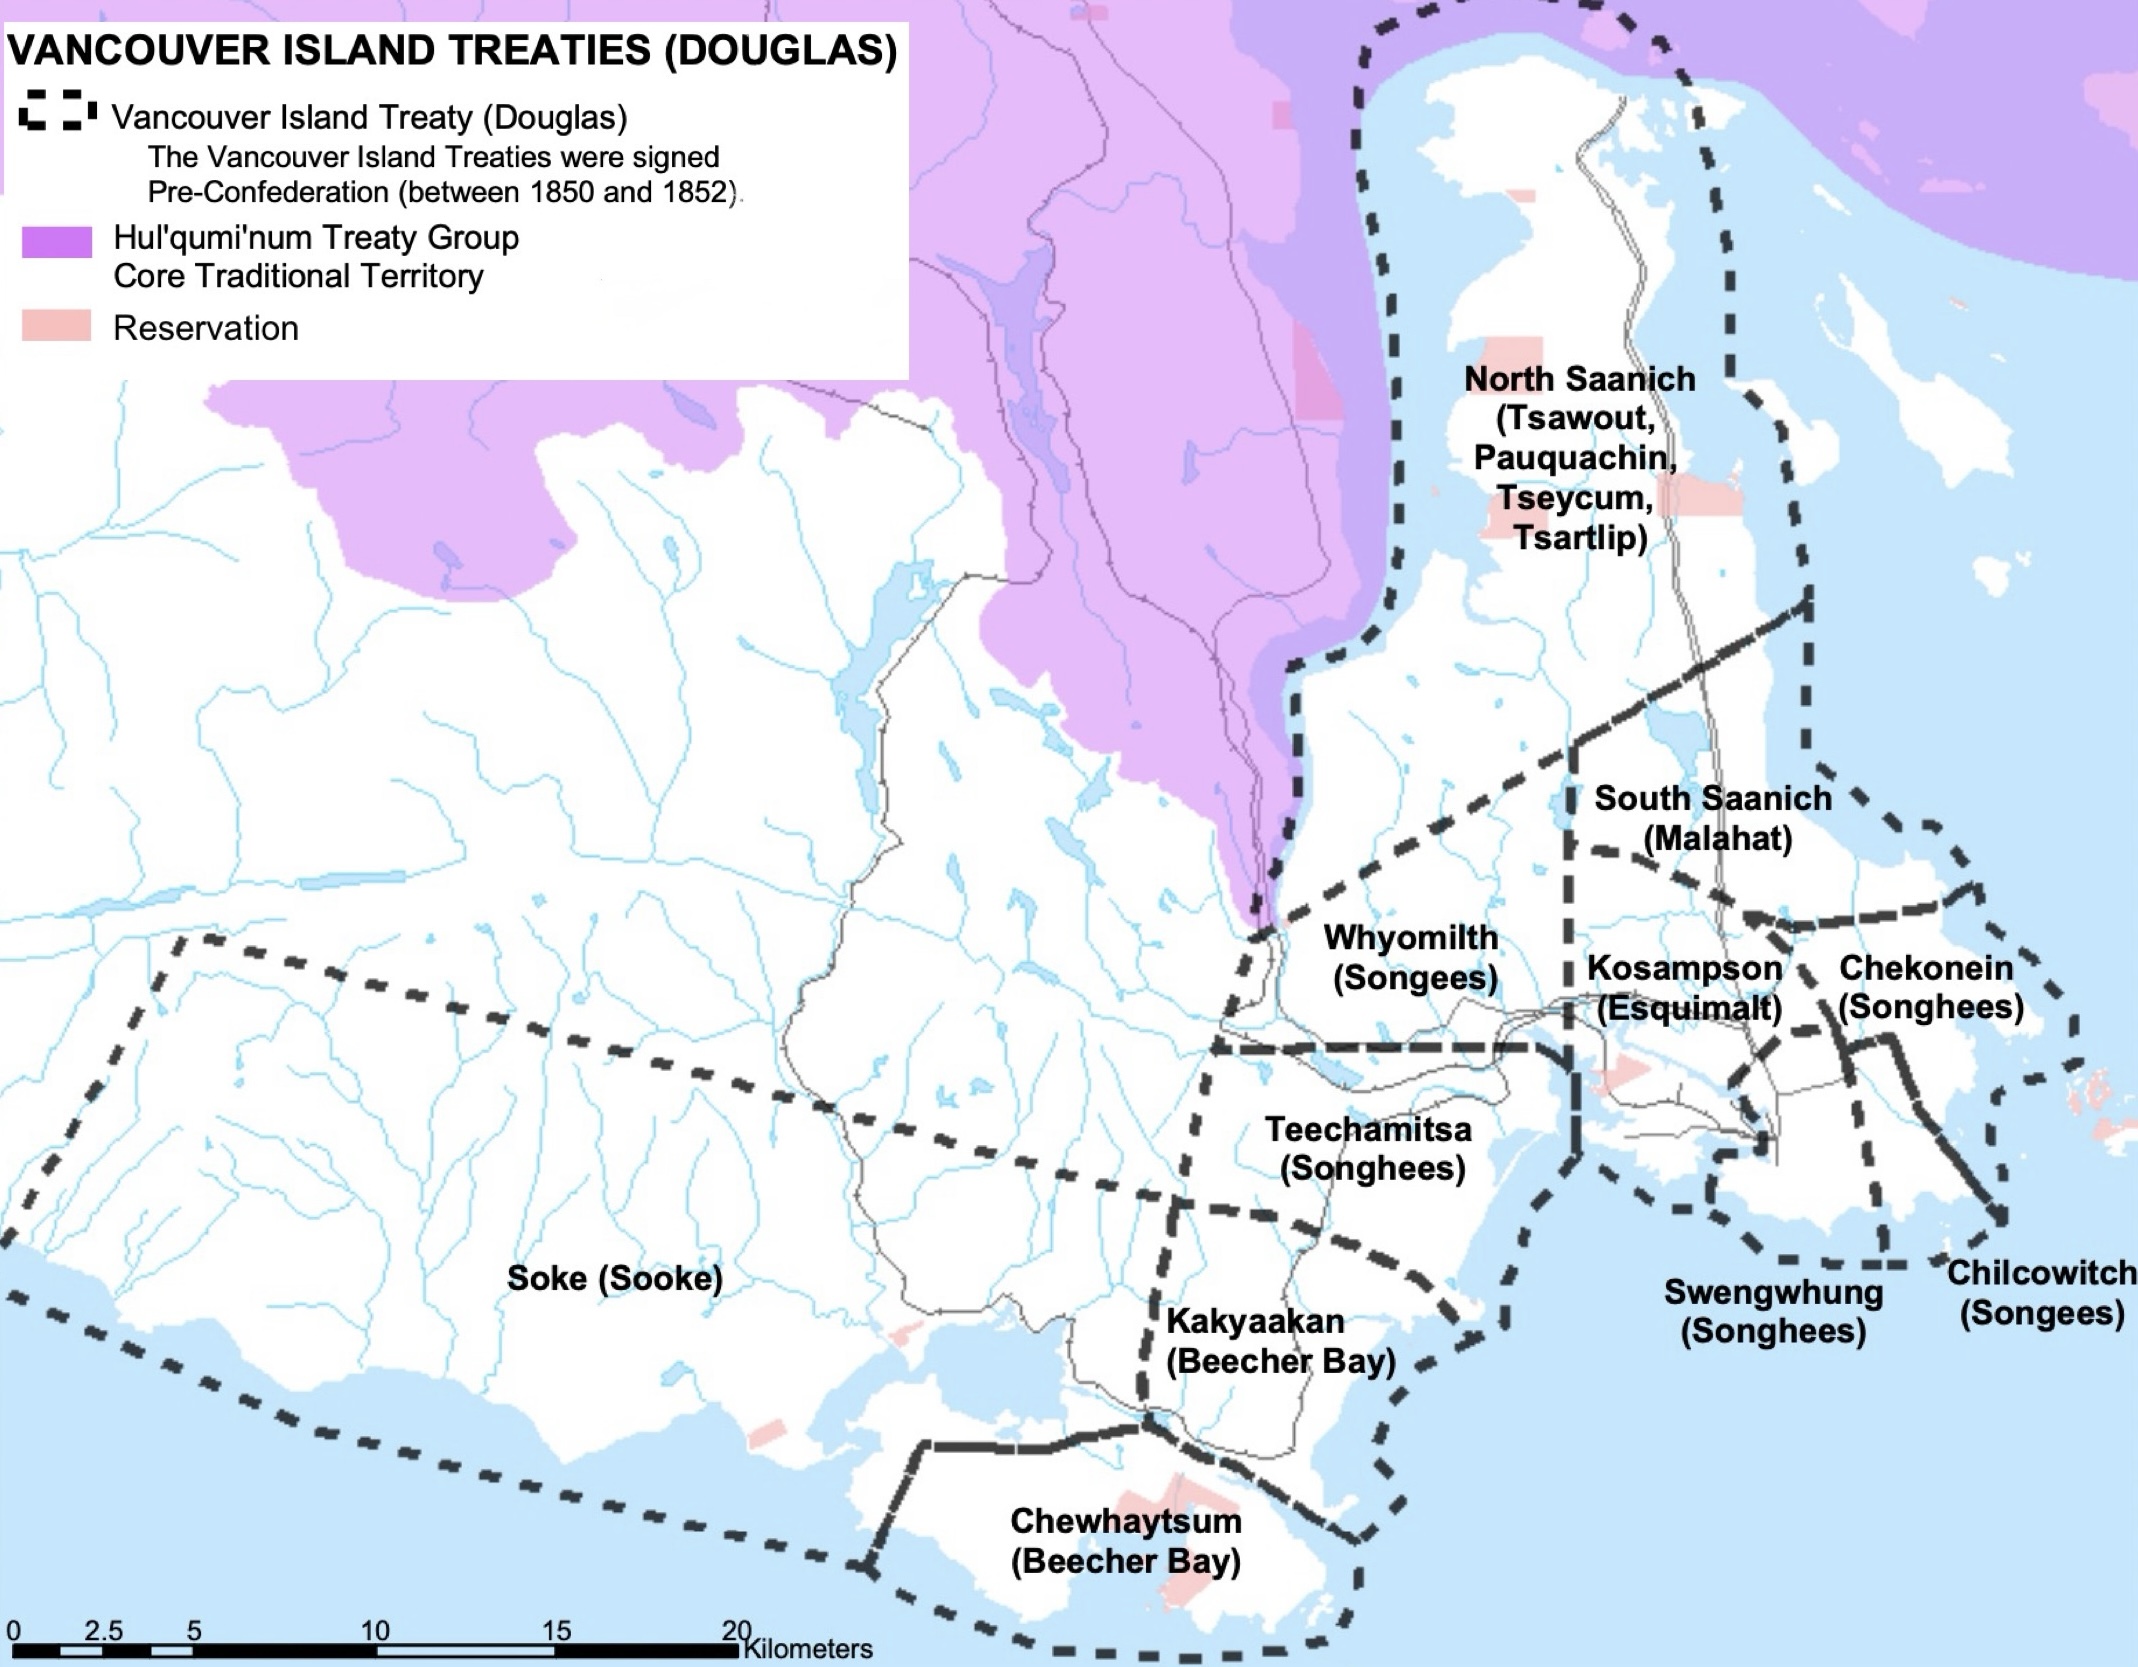 VANCOUVER ISLAND TREATIES (DOUGLAS)
Vancouver Island Treaty (Douglas)
The Vancouver Island Treaties were signed
Pre-Confederation (between 1850 and 1852).
Hul'qumi'num Treaty Group
Core Traditional Territory
Reservation
North Saanich
(Tsawout,
Pauquachin,
Tseycum,
Tsartlip)
South Saanich
(Malahat)
Whyomilth
(Songees)
Kosampson
(Esquimalt)
Chekonein
(Songhees)
Teechamitsa
(Songhees)
Soke (Sooke)
Kakyaakan
(Beecher Bay)
Swengwhung
(Songhees)
Chilcowitch
(Songees)
Chewhaytsum
(Beecher Bay)
0 2.5 5 10 15 20
Kilometers